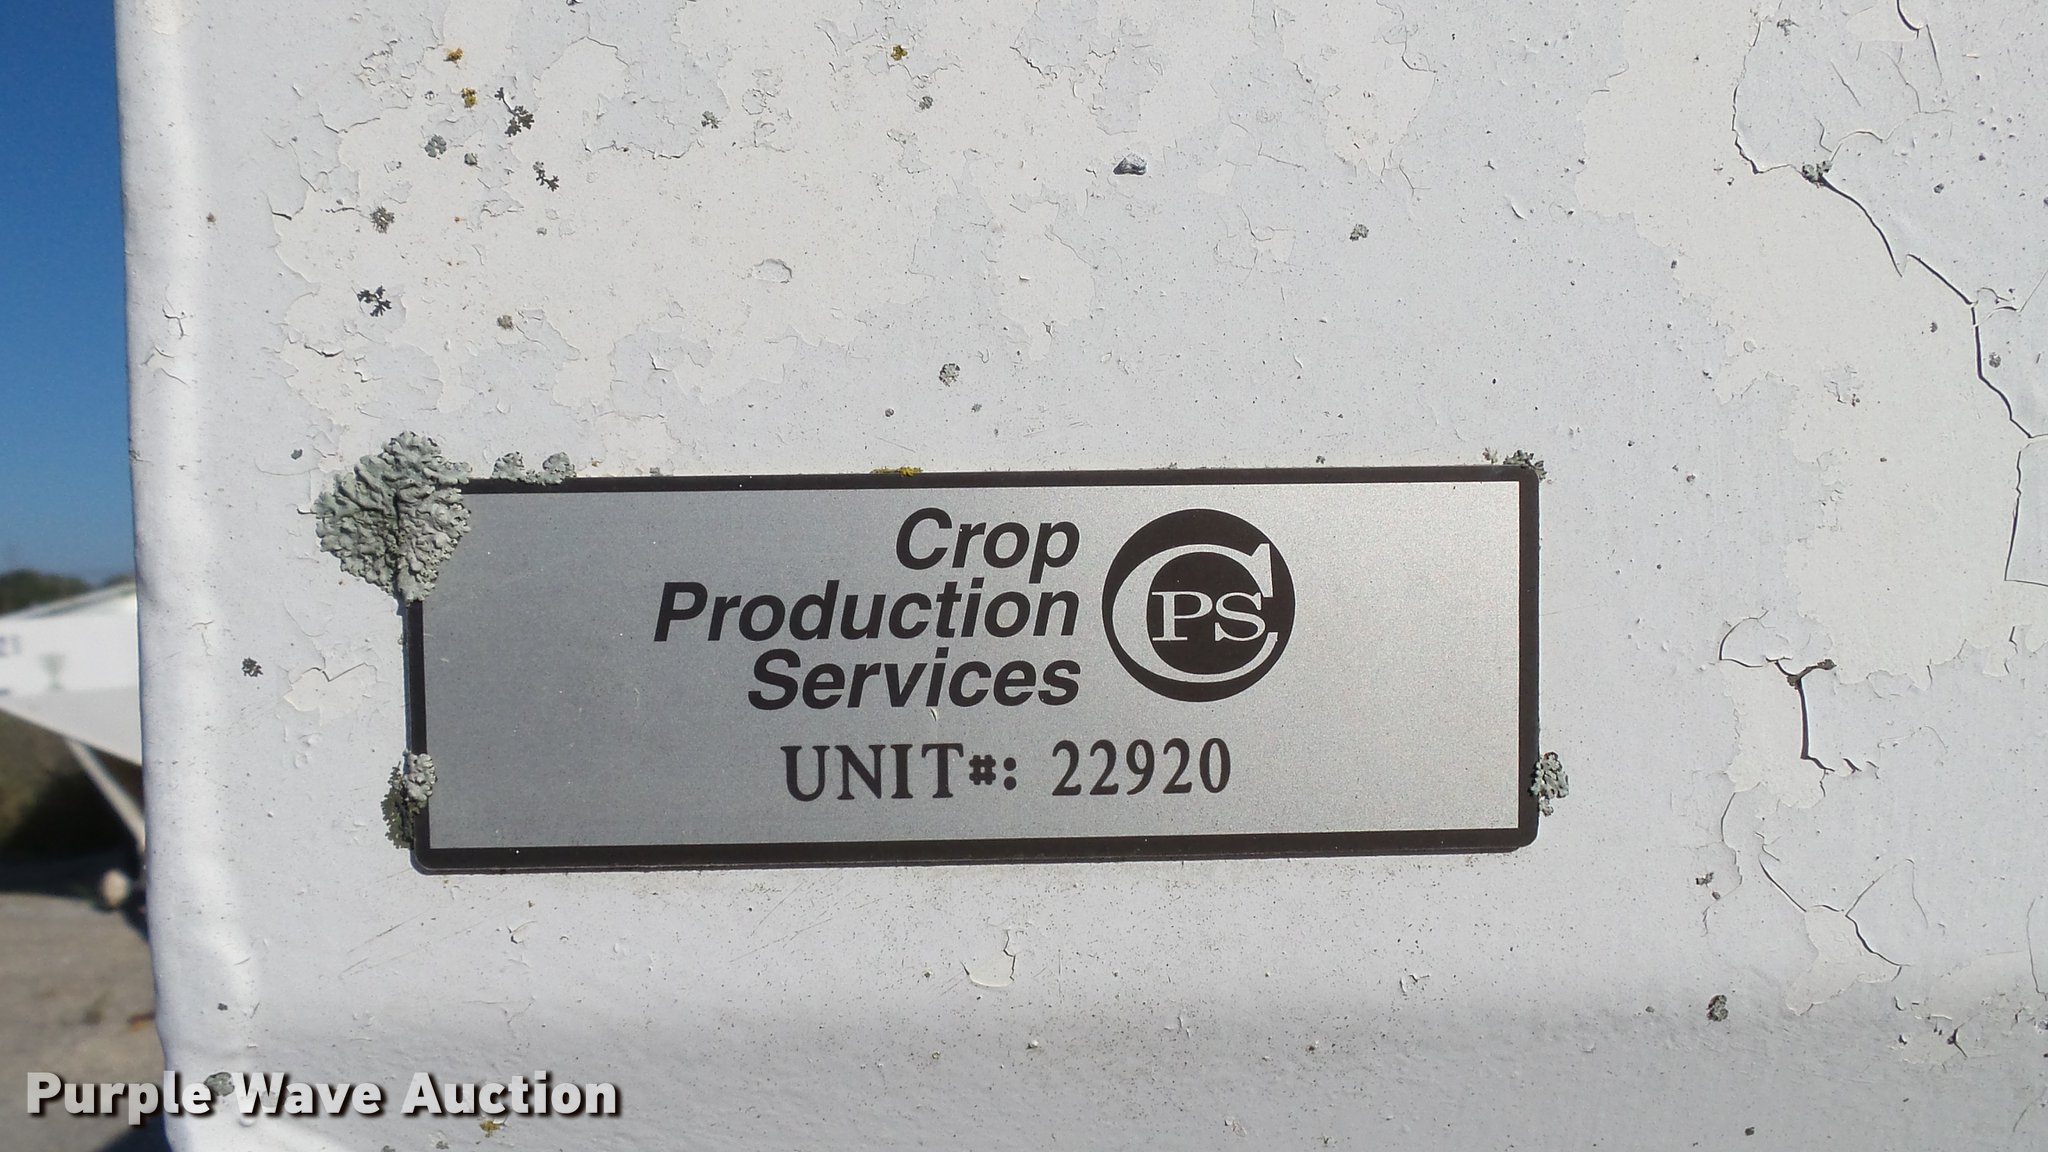 Crop
Production
Services
CPS
UNIT#: 22920
Purple Wave Auction